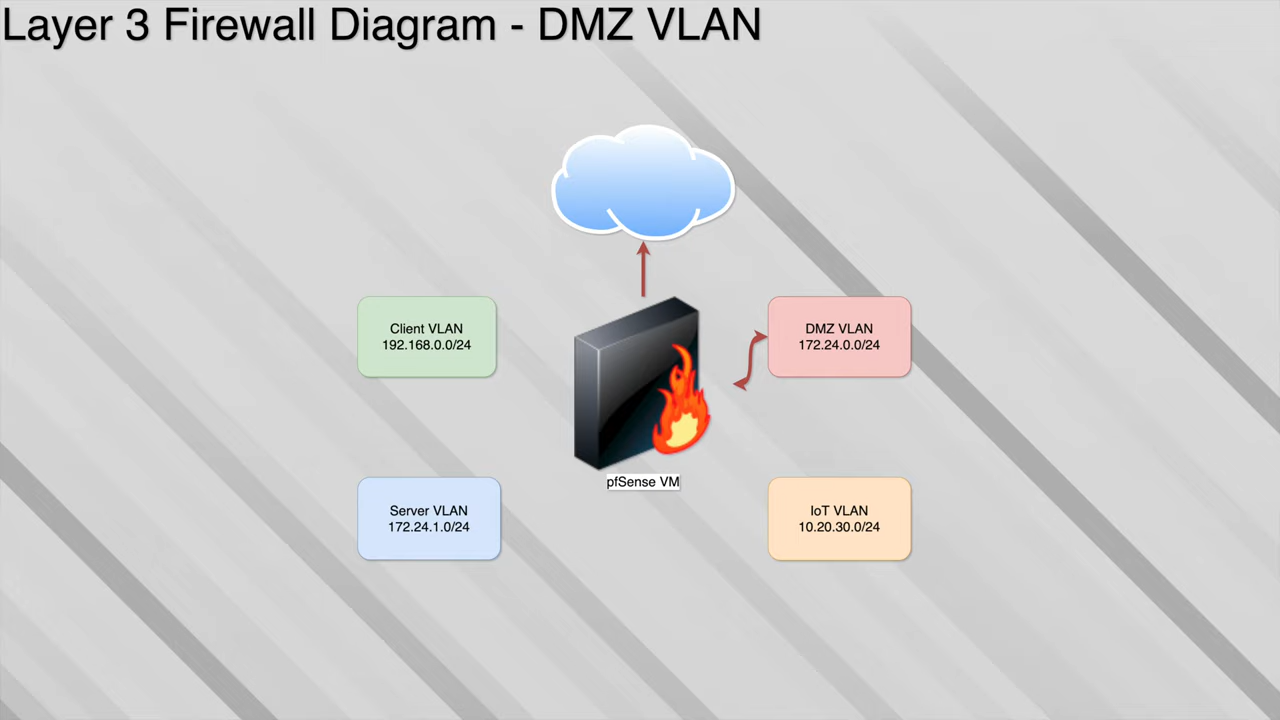 Layer 3 Firewall Diagram - DMZ VLAN
Client VLAN
192.168.0.0/24
DMZ VLAN
172.24.0.0/24
pfSense VM
Server VLAN
172.24.1.0/24
IoT VLAN
10.20.30.0/24